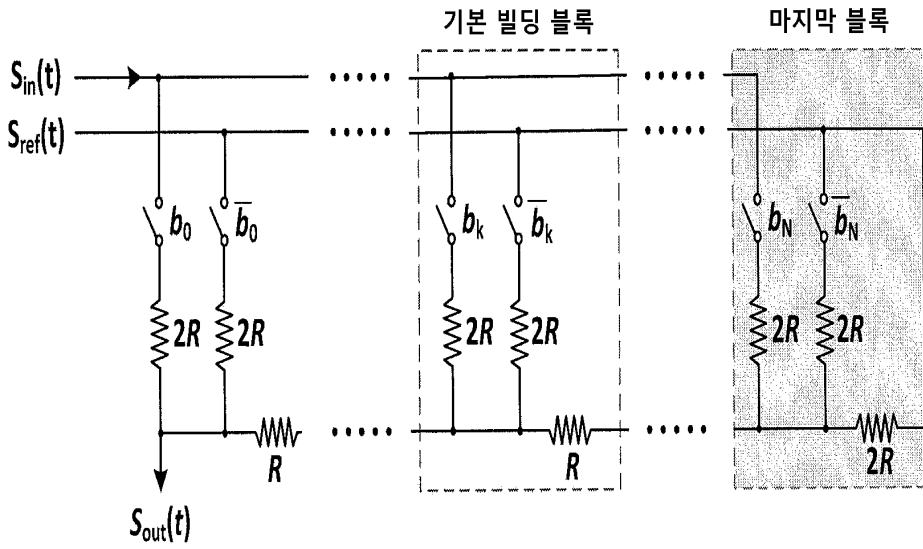 기본 빌딩 블록
마지막 블록
S_in(t)
S_ref(t)
b_0
b̅_0
b_k
b̅_k
b_N
b̅_N
2R
2R
2R
2R
2R
2R
R
R
2R
S_out(t)